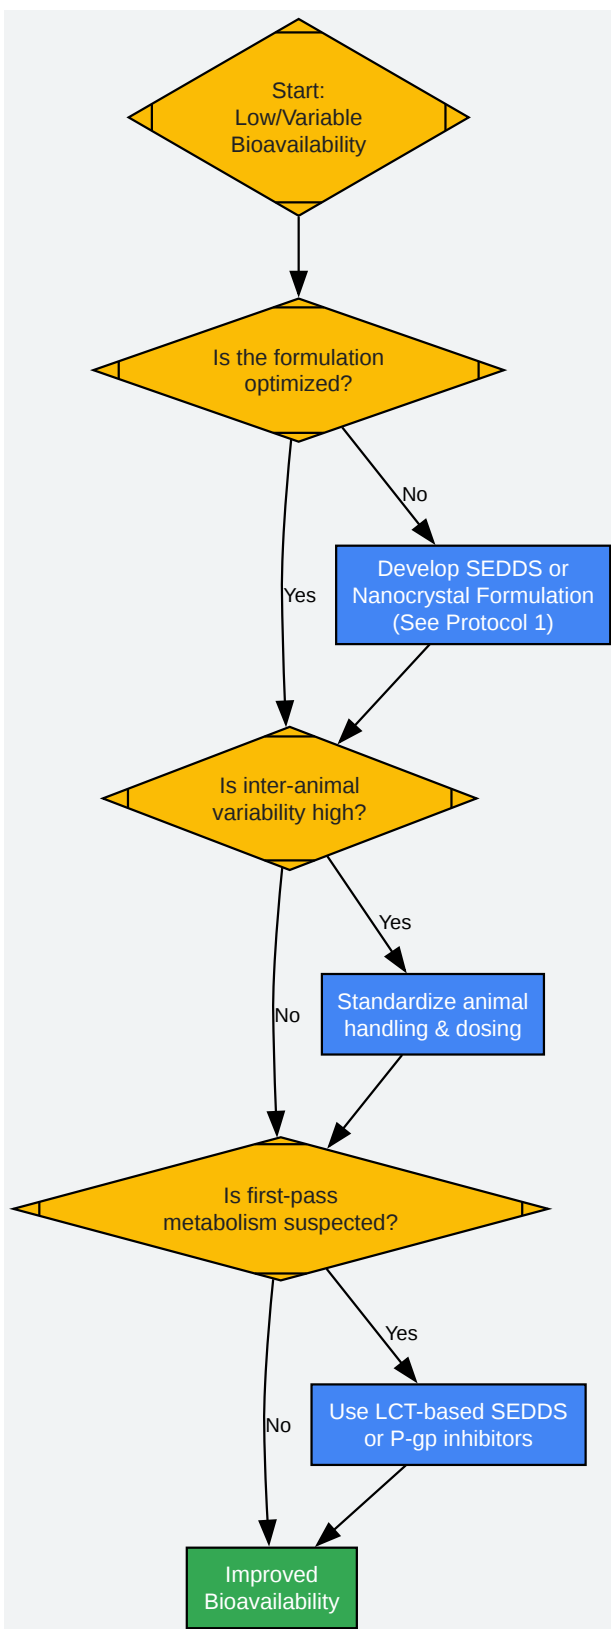 Start:
Low/Variable
Bioavailability
Is the formulation
optimized?
No
Develop SEDDS or
Nanocrystal Formulation
(See Protocol 1)
Yes
Is inter-animal
variability high?
Yes
Standardize animal
handling & dosing
No
Is first-pass
metabolism suspected?
Yes
Use LCT-based SEDDS
or P-gp inhibitors
No
Improved
Bioavailability